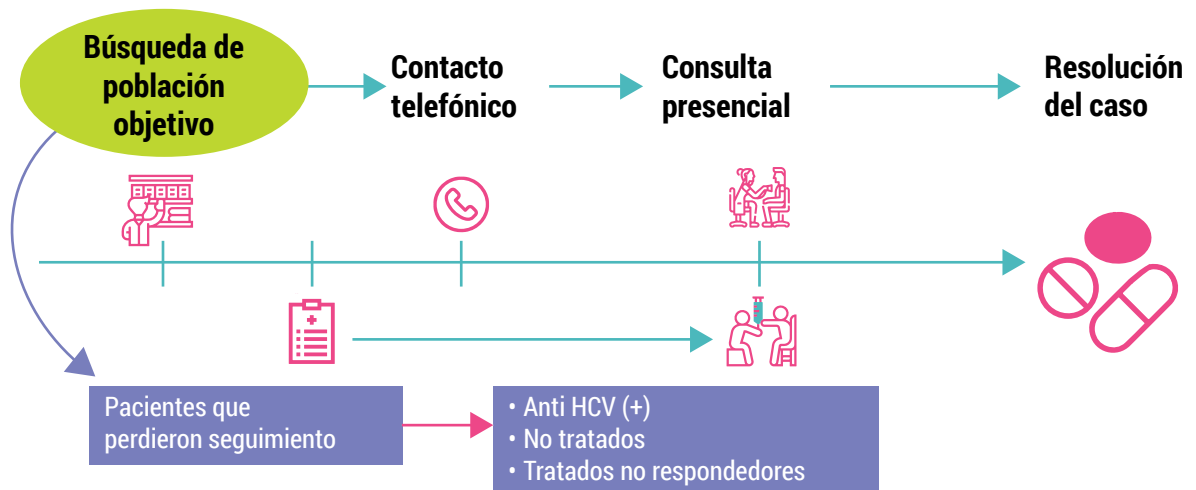 Búsqueda de
población
objetivo
Contacto
telefónico
Consulta
presencial
Resolución
del caso
Pacientes que
perdieron seguimiento
• Anti HCV (+)
• No tratados
• Tratados no respondedores